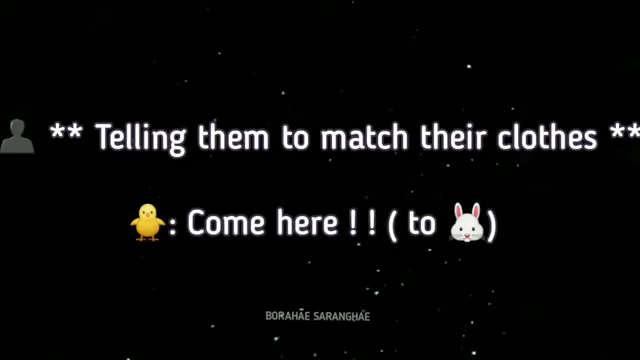 👤 ** Telling them to match their clothes **
🐥: Come here ! ! ( to 🐰)
BORAHAE SARANGHAE